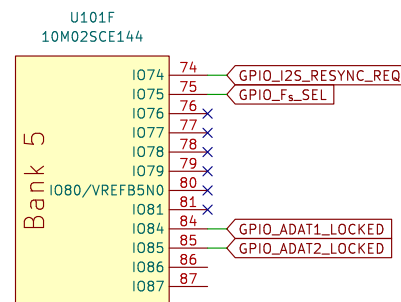 U101F
10M02SCE144
Bank 5
IO74 74 GPIO_I2S_RESYNC_REQ
IO75 75 GPIO_Fs_SEL
IO76 76
IO77 77
IO78 78
IO79 79
IO80/VREFB5N0 80
IO81 81
IO84 84 GPIO_ADAT1_LOCKED
IO85 85 GPIO_ADAT2_LOCKED
IO86 86
IO87 87